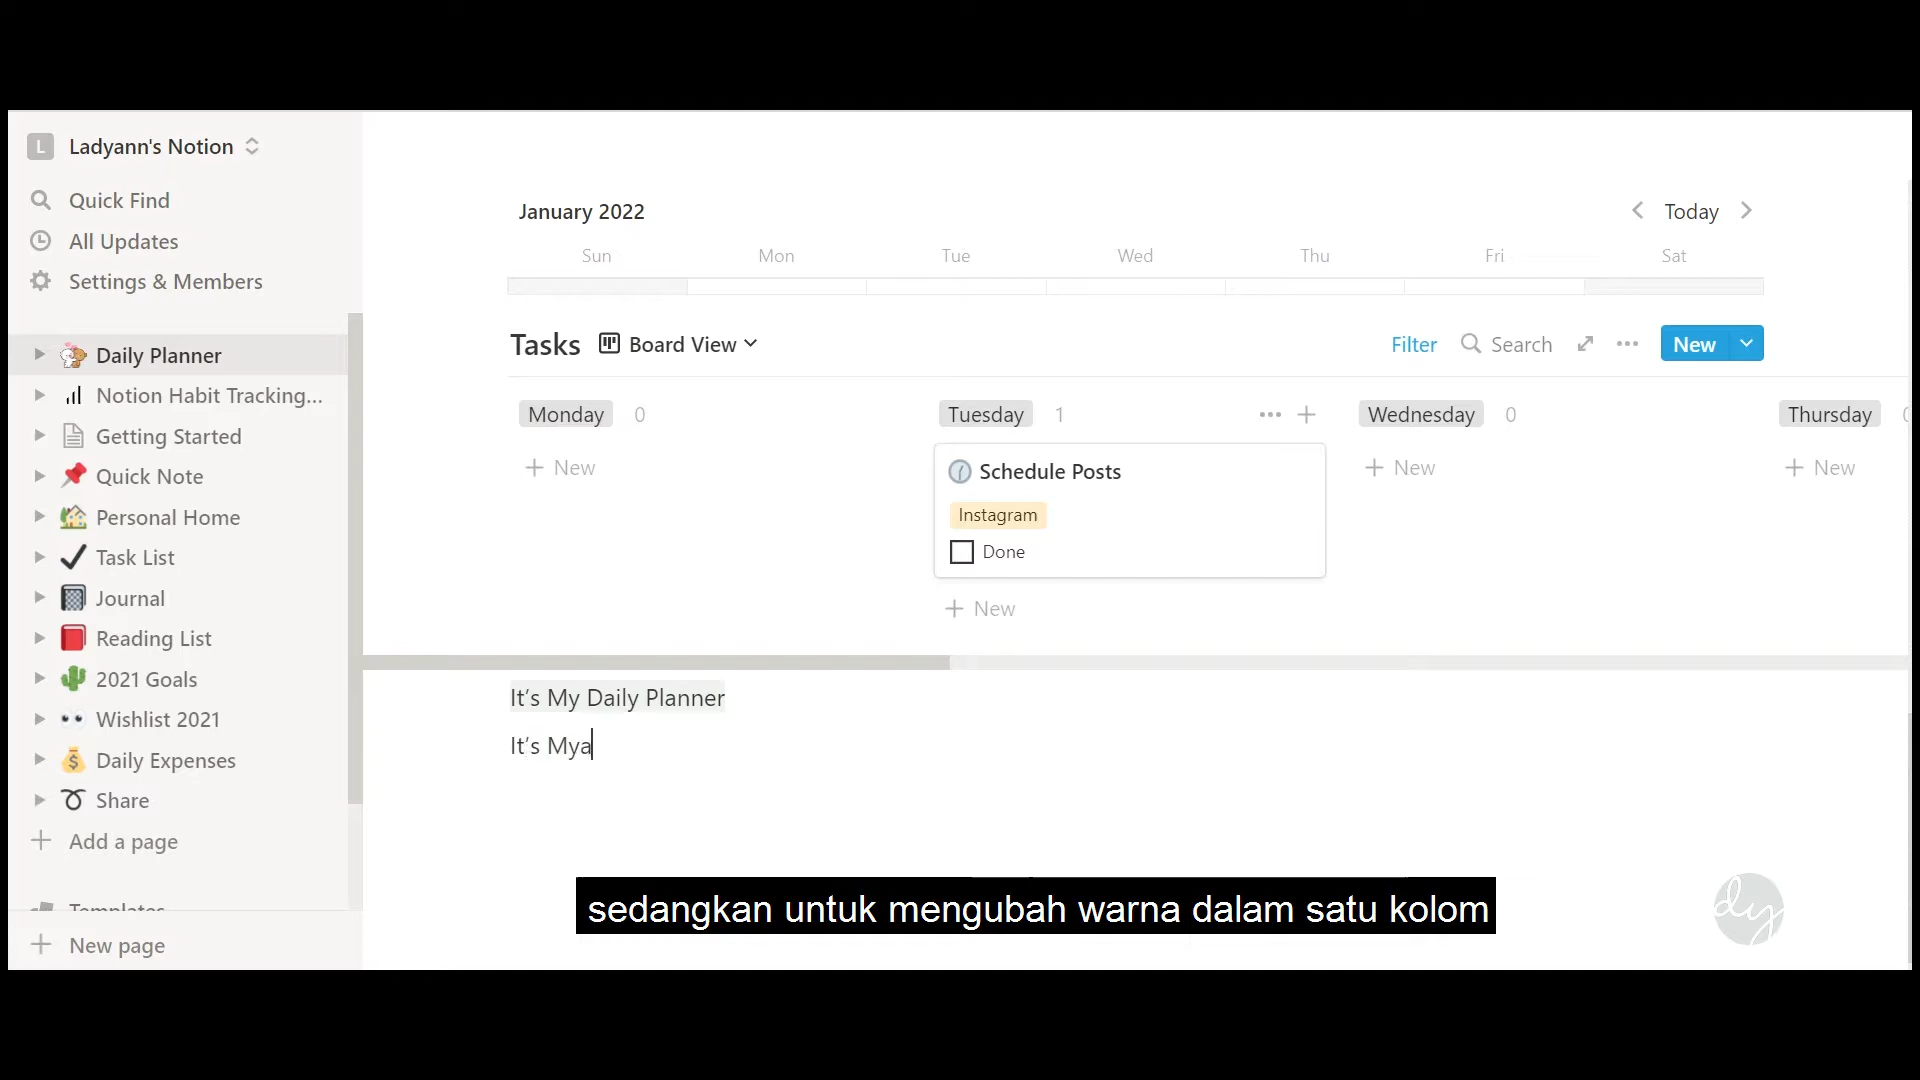 L Ladyann's Notion
Quick Find
All Updates
Settings & Members
Daily Planner
Notion Habit Tracking...
Getting Started
Quick Note
Personal Home
Task List
Journal
Reading List
2021 Goals
Wishlist 2021
Daily Expenses
Share
Add a page
Templates
New page
January 2022
Today
Sun Mon Tue Wed Thu Fri Sat
Tasks Board View Filter Search New
Monday 0 Tuesday 1 Wednesday 0 Thursday
Schedule Posts
Instagram
Done
New New New
New
It's My Daily Planner
It's Mya
sedangkan untuk mengubah warna dalam satu kolom
dy